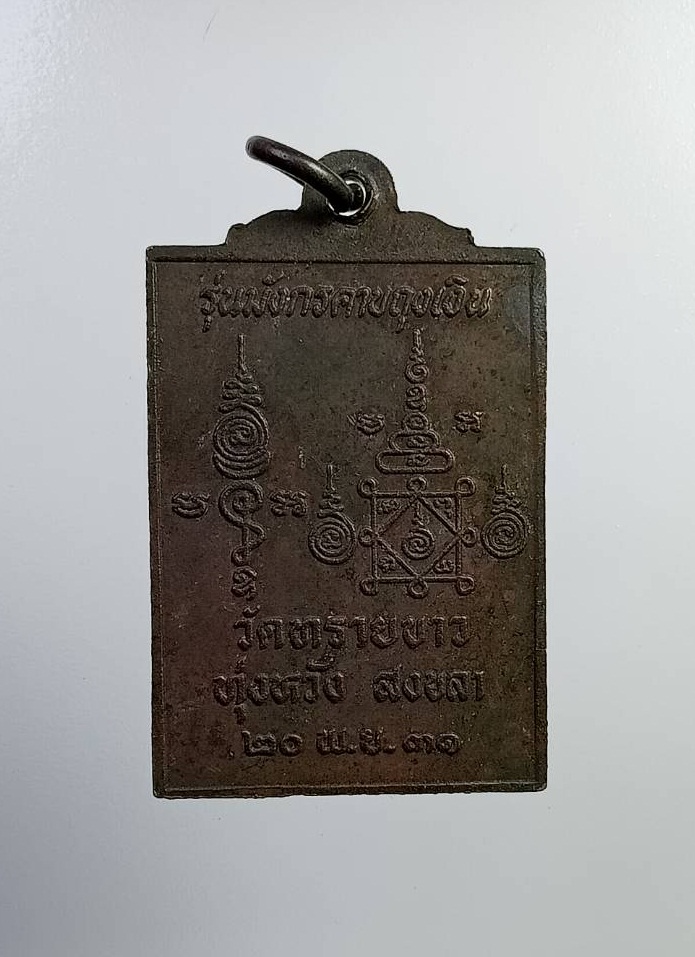 รุ่นมังกรคาบถุงเงิน
วัดทรายขาว
ทุ่งหวัง สงขลา
๒๐ พ.ย. ๓๑